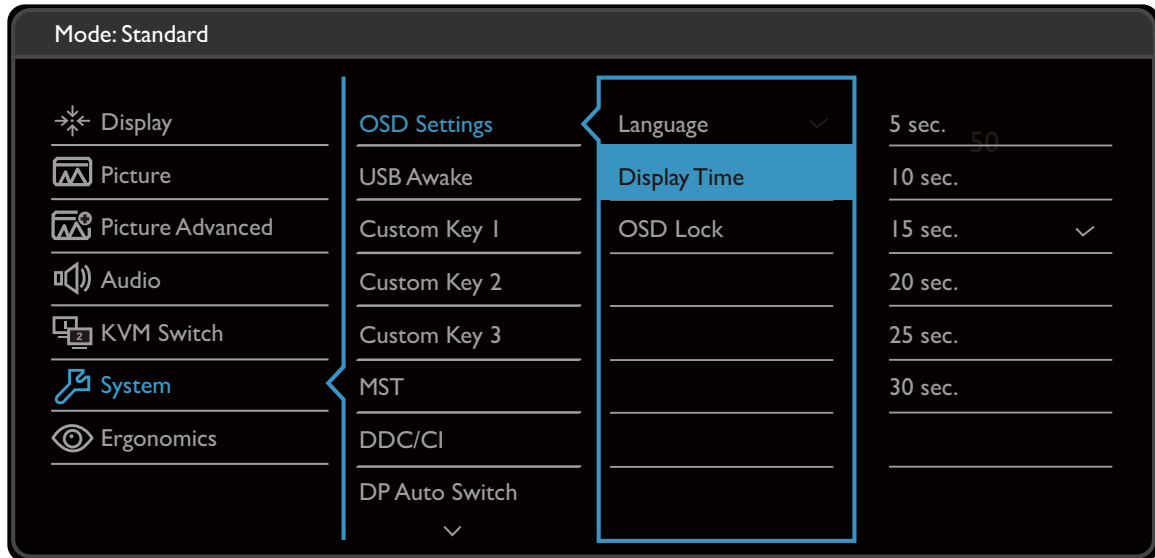 Mode: Standard
Display
Picture
Picture Advanced
Audio
2
KVM Switch
System
Ergonomics
OSD Settings
USB Awake
Custom Key 1
Custom Key 2
Custom Key 3
MST
DDC/CI
DP Auto Switch
Language
Display Time
OSD Lock
5 sec.
50
10 sec.
15 sec.
20 sec.
25 sec.
30 sec.